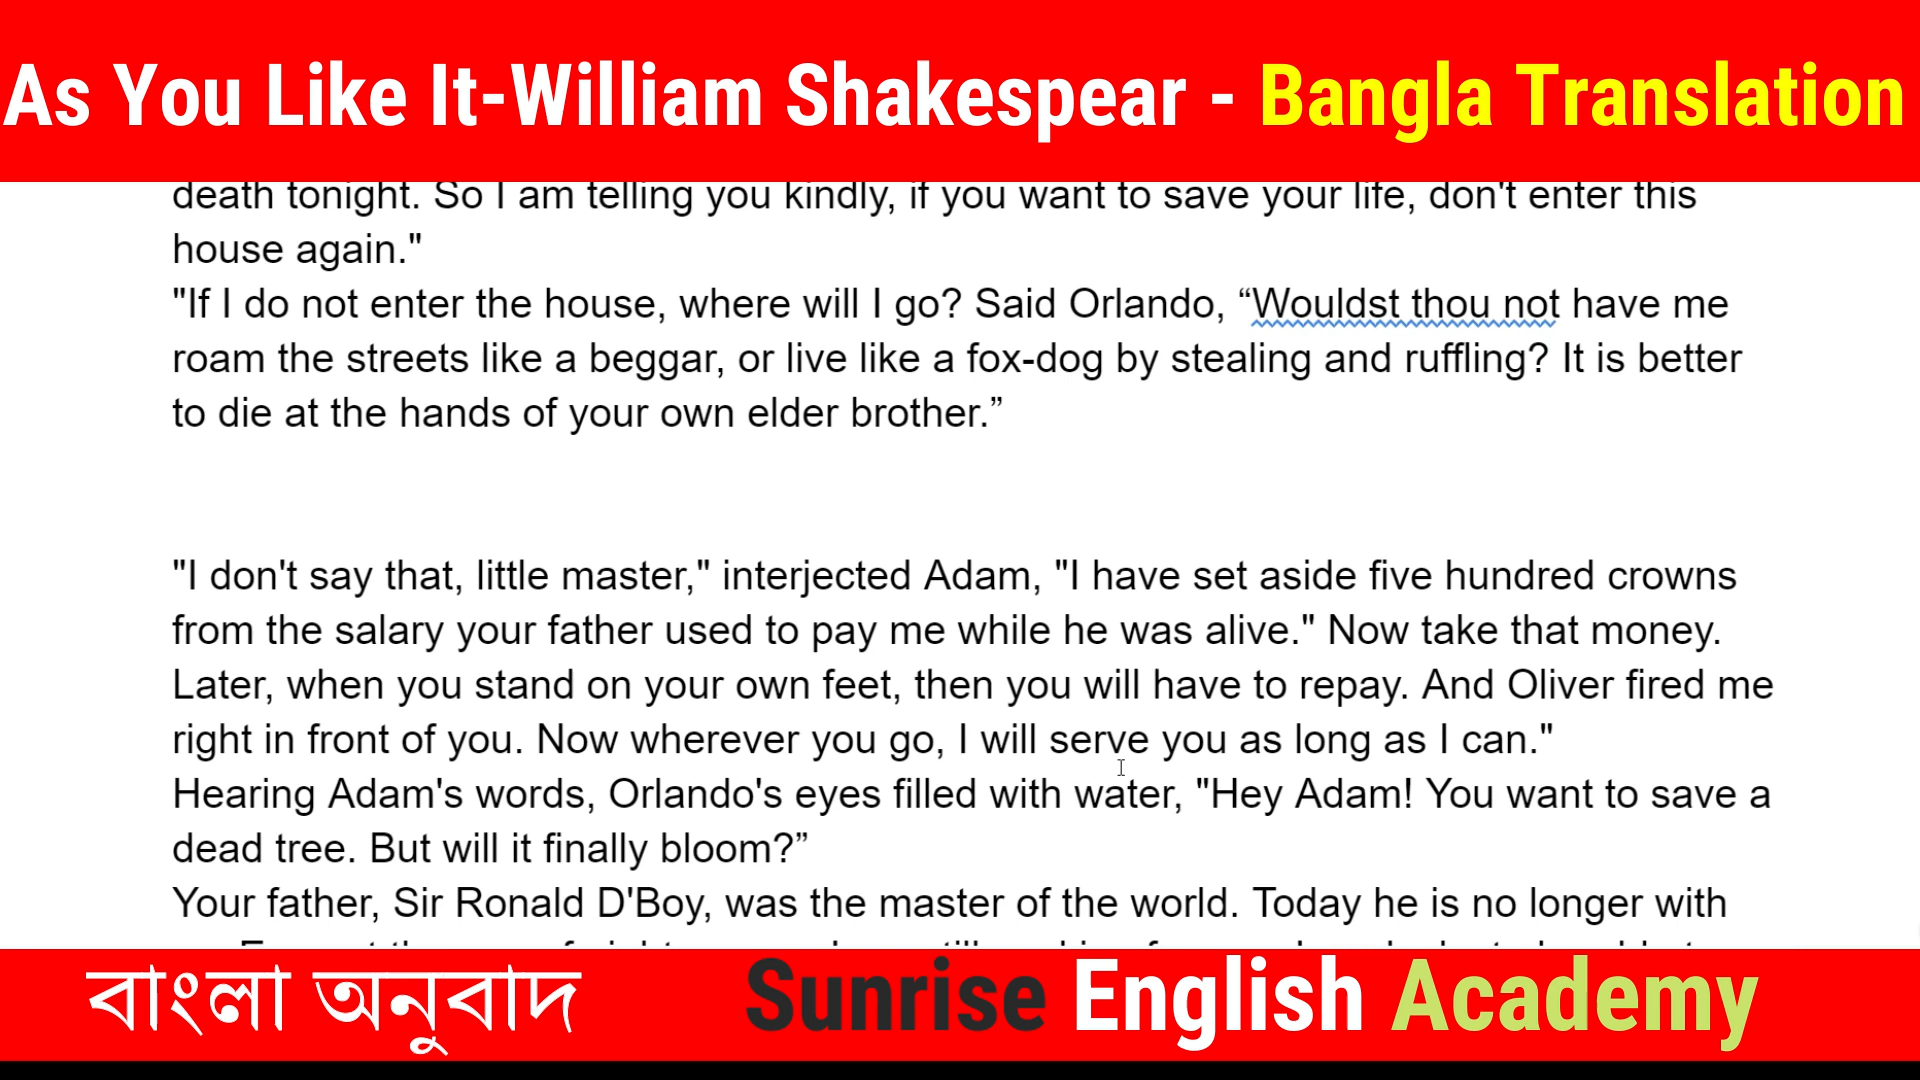 As You Like It-William Shakespear - Bangla Translation
death tonight. So I am telling you kindly, if you want to save your life, don't enter this
house again."
"If I do not enter the house, where will I go? Said Orlando, “Wouldst thou not have me
roam the streets like a beggar, or live like a fox-dog by stealing and ruffling? It is better
to die at the hands of your own elder brother.”
"I don't say that, little master," interjected Adam, "I have set aside five hundred crowns
from the salary your father used to pay me while he was alive." Now take that money.
Later, when you stand on your own feet, then you will have to repay. And Oliver fired me
right in front of you. Now wherever you go, I will serve you as long as I can."
Hearing Adam's words, Orlando's eyes filled with water, "Hey Adam! You want to save a
dead tree. But will it finally bloom?”
Your father, Sir Ronald D'Boy, was the master of the world. Today he is no longer with
বাংলা অনুবাদ
Sunrise English Academy